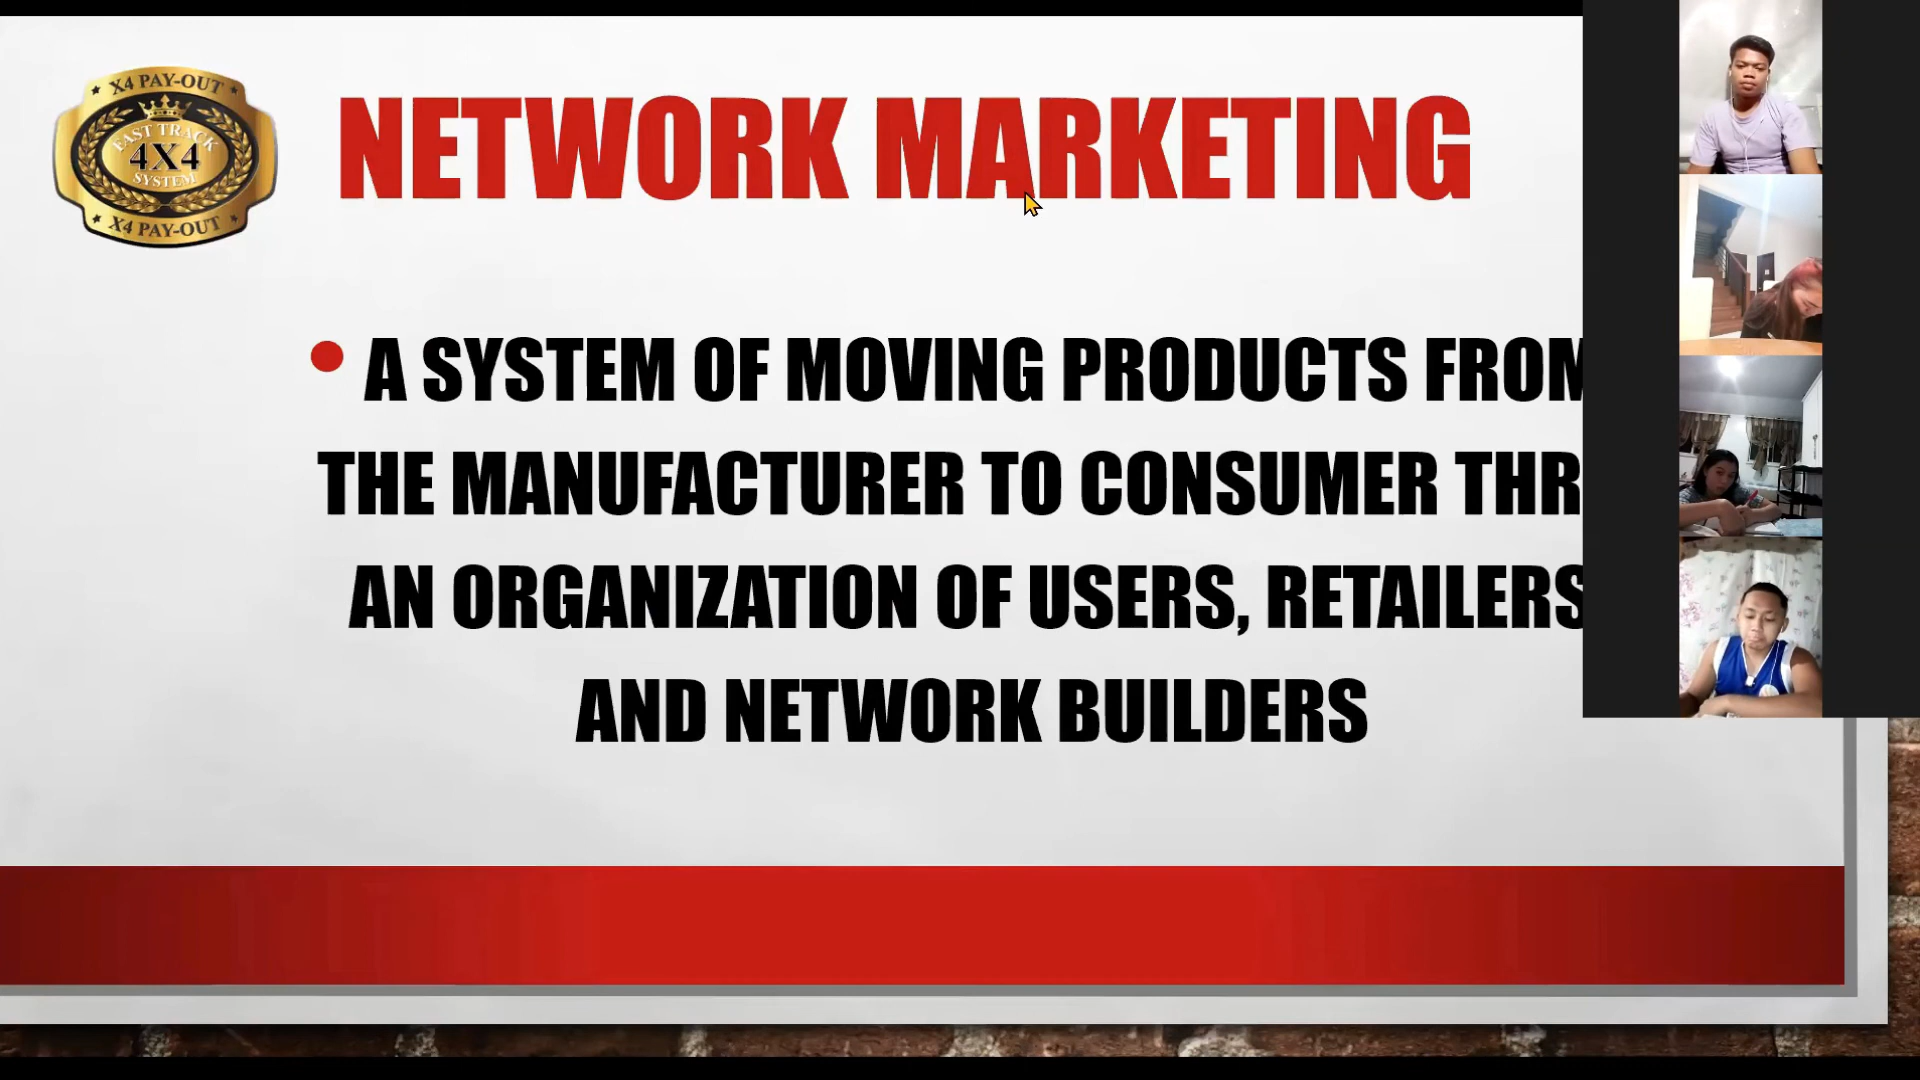 X4 PAY-OUT
FAST TRACK
4X4
SYSTEM
X4 PAY-OUT
NETWORK MARKETING
• A SYSTEM OF MOVING PRODUCTS FROM
THE MANUFACTURER TO CONSUMER THR
AN ORGANIZATION OF USERS, RETAILERS
AND NETWORK BUILDERS